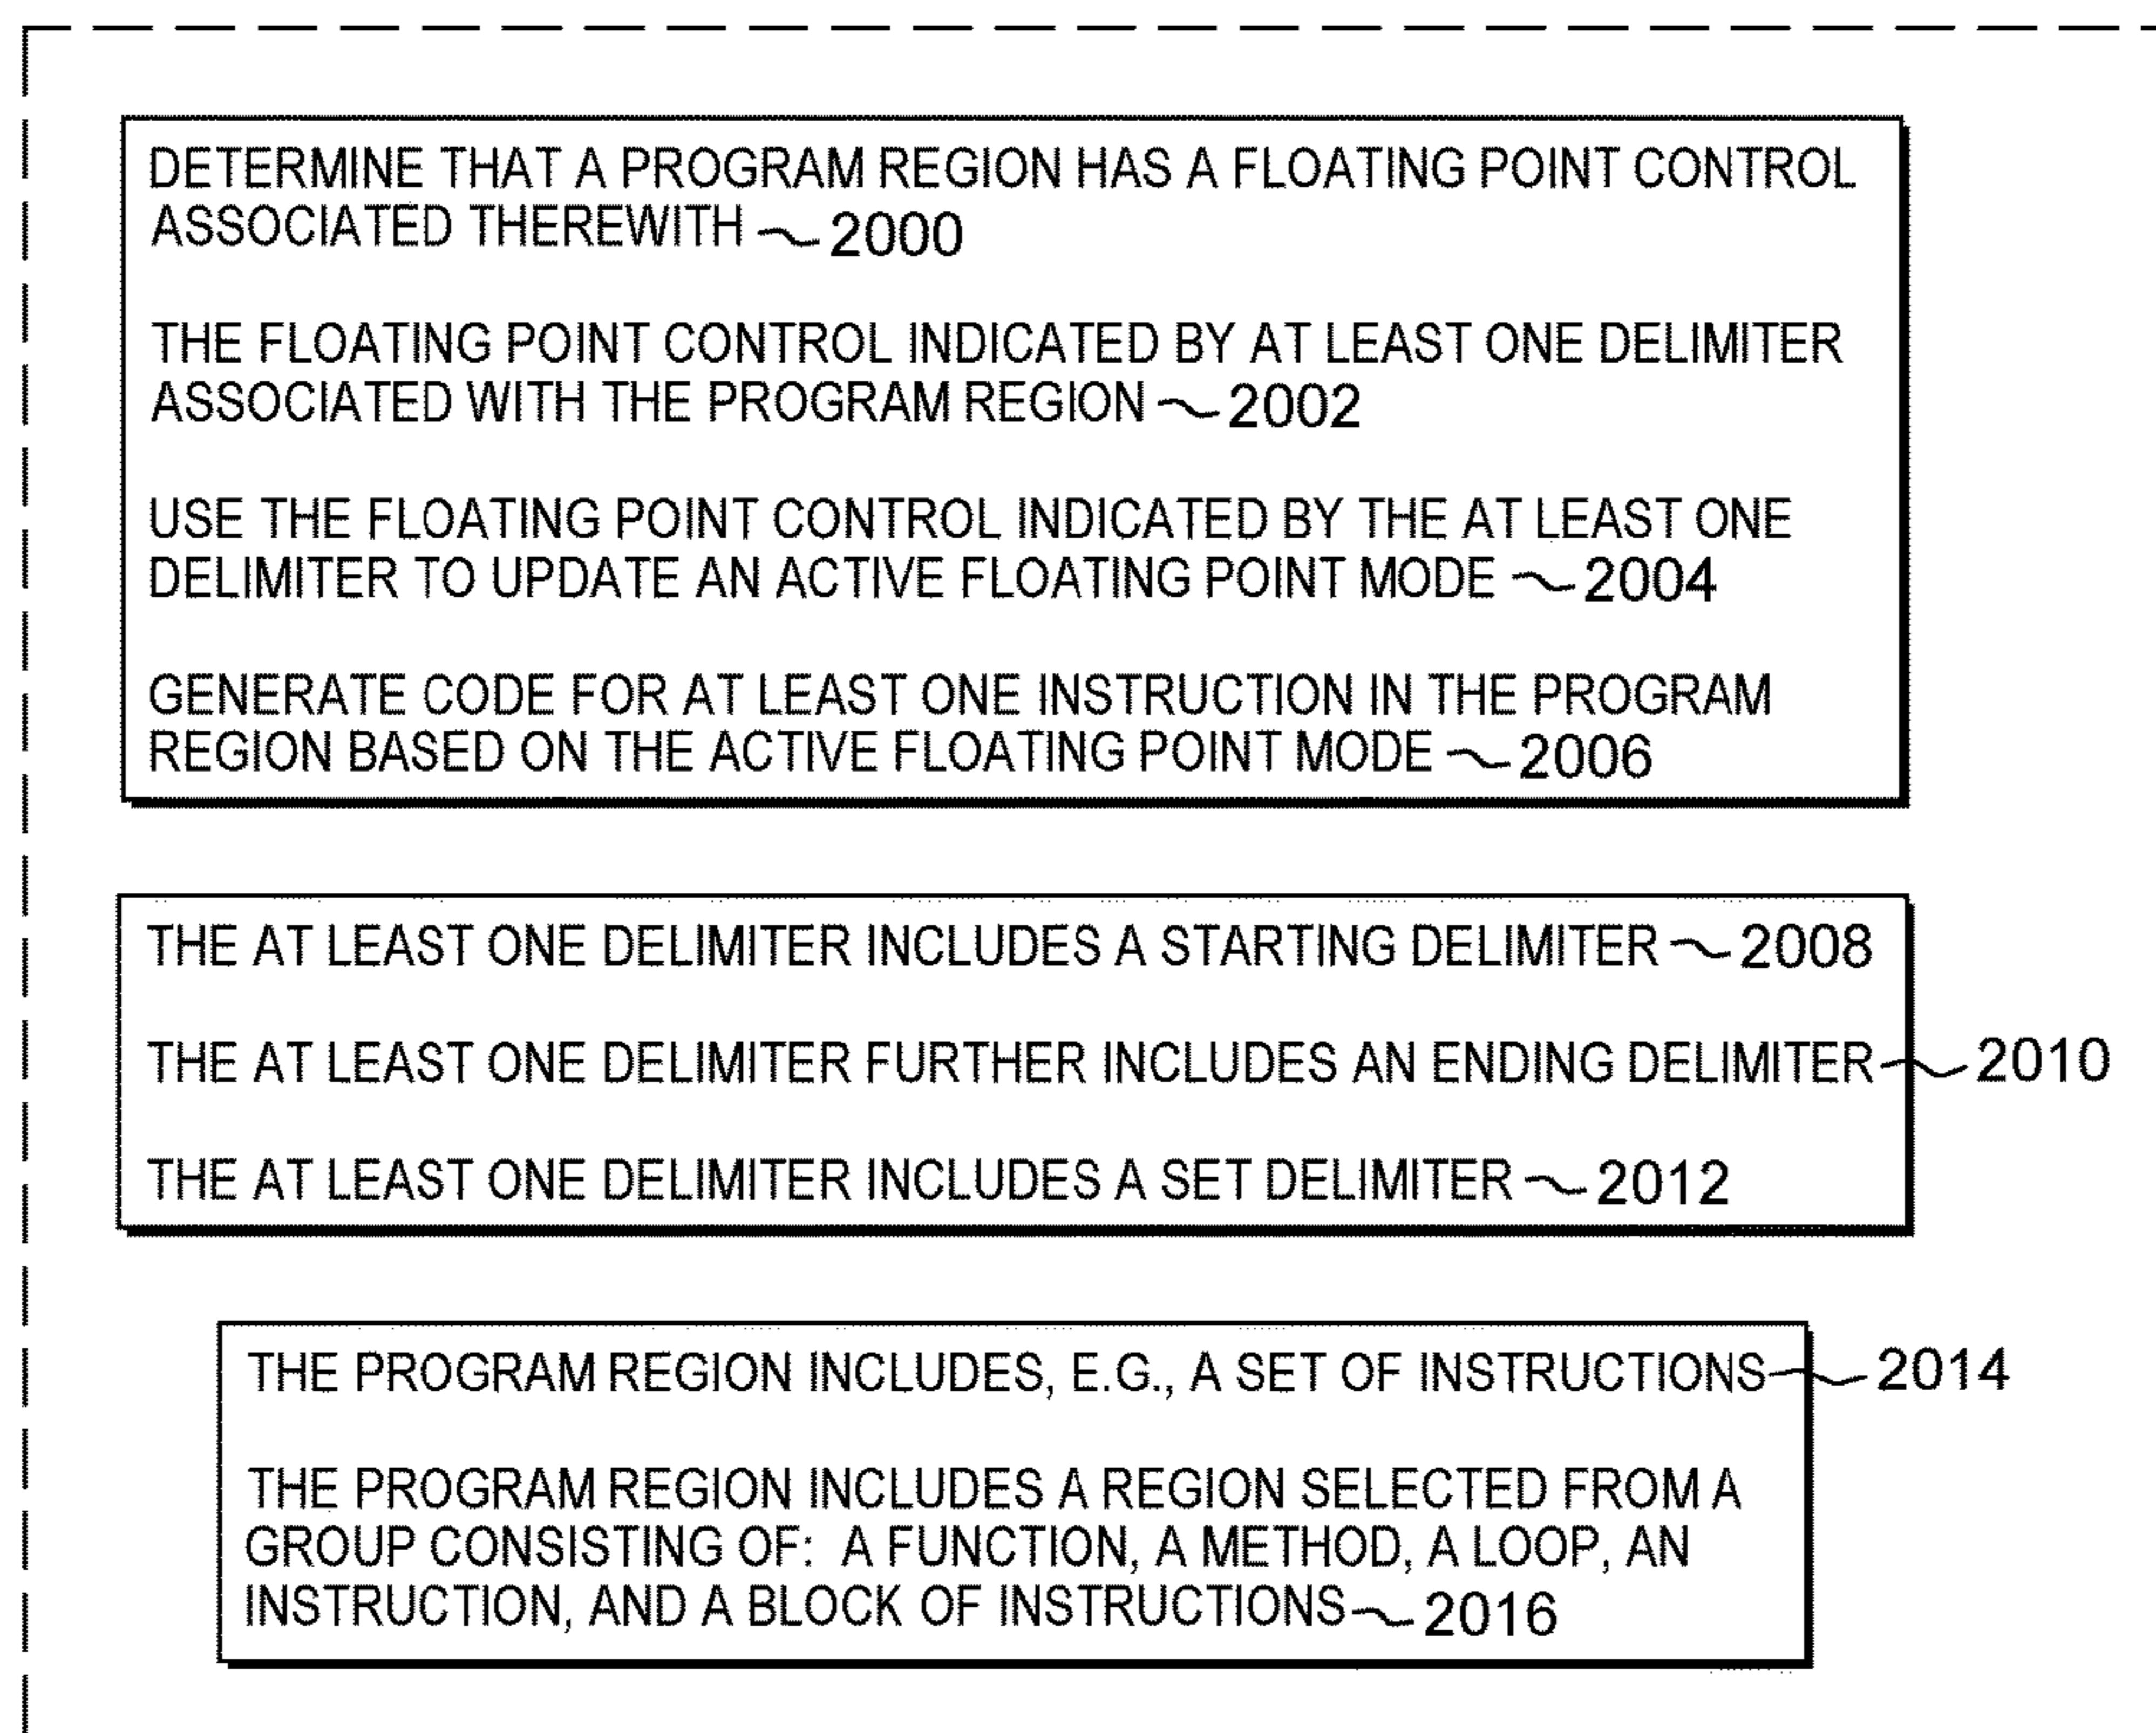 DETERMINE THAT A PROGRAM REGION HAS A FLOATING POINT CONTROL
ASSOCIATED THEREWITH 2000
THE FLOATING POINT CONTROL INDICATED BY AT LEAST ONE DELIMITER
ASSOCIATED WITH THE PROGRAM REGION 2002
USE THE FLOATING POINT CONTROL INDICATED BY THE AT LEAST ONE
DELIMITER TO UPDATE AN ACTIVE FLOATING POINT MODE 2004
GENERATE CODE FOR AT LEAST ONE INSTRUCTION IN THE PROGRAM
REGION BASED ON THE ACTIVE FLOATING POINT MODE 2006
THE AT LEAST ONE DELIMITER INCLUDES A STARTING DELIMITER 2008
THE AT LEAST ONE DELIMITER FURTHER INCLUDES AN ENDING DELIMITER 2010
THE AT LEAST ONE DELIMITER INCLUDES A SET DELIMITER 2012
THE PROGRAM REGION INCLUDES, E.G., A SET OF INSTRUCTIONS 2014
THE PROGRAM REGION INCLUDES A REGION SELECTED FROM A
GROUP CONSISTING OF: A FUNCTION, A METHOD, A LOOP, AN
INSTRUCTION, AND A BLOCK OF INSTRUCTIONS 2016